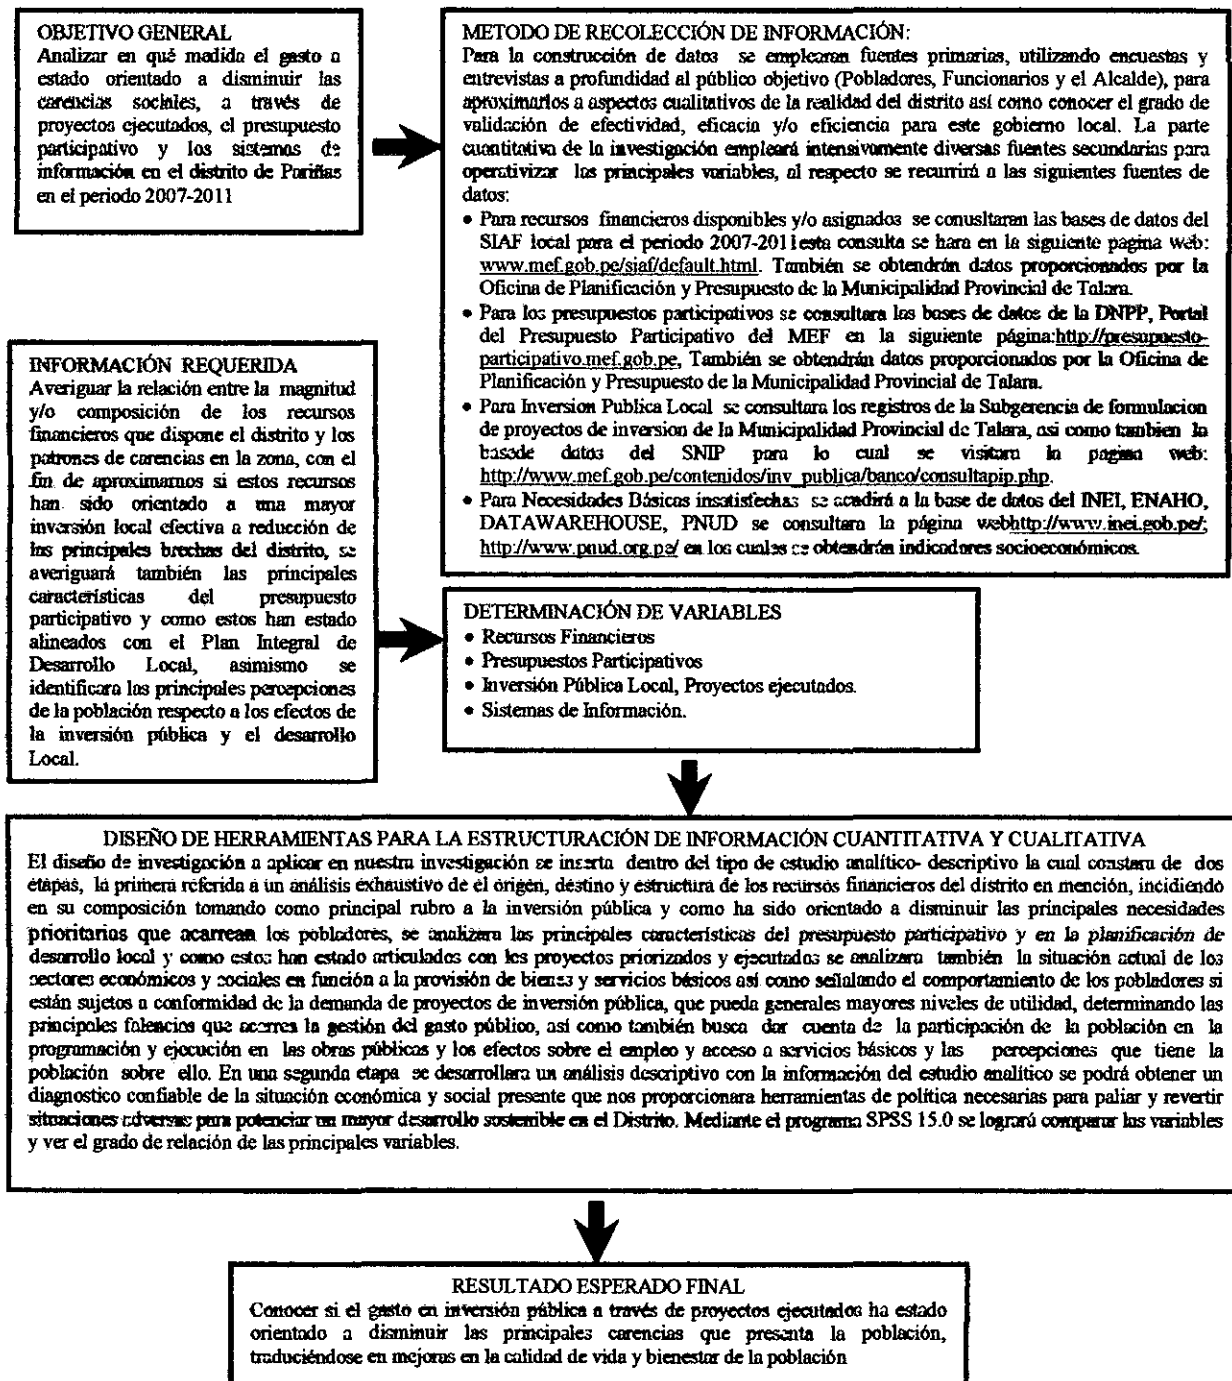 OBJETIVO GENERAL
Analizar en qué madida el gasto a
estado orientado a disminuir las
carencias sociales, a través de
proyectos ejecutados, el presupuesto
participativo y los sistemas de
información en el distrito de Pariñas
en el periodo 2007-2011
METODO DE RECOLECCIÓN DE INFORMACIÓN:
Para la construcción de datos se emplearan fuentes primarias, utilizando encuestas y
entrevistas a profundidad al público objetivo (Pobladores, Funcionarios y el Alcalde), para
aproximarlos a aspectos cualitativos de la realidad del distrito así como conocer el grado de
validación de efectividad, eficacia y/o eficiencia para este gobierno local. La parte
cuantitativa de la investigación empleará intensivamente diversas fuentes secundarias para
operativizar las principales variables, al respecto se recurrirá a las siguientes fuentes de
datos:
• Para recursos financieros disponibles y/o asignados se conusltaran las bases de datos del
SIAF local para el periodo 2007-2011esta consulta se hara en la siguiente pagina web:
www.mef.gob.pe/siaf/default.html. También se obtendrán datos proporcionados por la
Oficina de Planificación y Presupuesto de la Municipalidad Provincial de Talara.
• Para los presupuestos participativos se consultara las bases de datos de la DNPP, Portal
del Presupuesto Participativo del MEF en la siguiente página:http://presupuesto-
participativo.mef.gob.pe, También se obtendrán datos proporcionados por la Oficina de
Planificación y Presupuesto de la Municipalidad Provincial de Talara.
• Para Inversion Publica Local se consultara los registros de la Subgerencia de formulacion
de proyectos de inversion de la Municipalidad Provincial de Talara, asi como tambien la
basade datos del SNIP para lo cual se visitara la pagina web:
http://www.mef.gob.pe/contenidos/inv_publica/banco/consultapip.php.
• Para Necesidades Básicas insatisfechas se acudirá a la base de datos del INEI, ENAHO,
DATAWAREHOUSE, PNUD se consultara la página webhttp://www.inei.gob.pe/;
http://www.pnud.org.pe/ en los cuales se obtendrán indicadores socioeconómicos.
INFORMACIÓN REQUERIDA
Averiguar la relación entre la magnitud
y/o composición de los recursos
financieros que dispone el distrito y los
patrones de carencias en la zona, con el
fin de aproximarnos si estos recursos
han sido orientado a una mayor
inversión local efectiva a reducción de
las principales brechas del distrito, se
averiguará también las principales
características del presupuesto
participativo y como estos han estado
alineados con el Plan Integral de
Desarrollo Local, asimismo se
identificara las principales percepciones
de la población respecto a los efectos de
la inversión pública y el desarrollo
Local.
DETERMINACIÓN DE VARIABLES
• Recursos Financieros
• Presupuestos Participativos
• Inversión Pública Local, Proyectos ejecutados.
• Sistemas de Información.
DISEÑO DE HERRAMIENTAS PARA LA ESTRUCTURACIÓN DE INFORMACIÓN CUANTITATIVA Y CUALITATIVA
El diseño de investigación a aplicar en nuestra investigación se inserta dentro del tipo de estudio analítico- descriptivo la cual constara de dos
etapas, la primera referida a un análisis exhaustivo de el origen, destino y estructura de los recursos financieros del distrito en mención, incidiendo
en su composición tomando como principal rubro a la inversión pública y como ha sido orientado a disminuir las principales necesidades
prioritarias que acarrean los pobladores, se analizara las principales características del presupuesto participativo y en la planificación de
desarrollo local y como estos han estado articulados con los proyectos priorizados y ejecutados se analizara también la situación actual de los
sectores económicos y sociales en función a la provisión de bienes y servicios básicos así como señalando el comportamiento de los pobladores si
están sujetos a conformidad de la demanda de proyectos de inversión pública, que pueda generales mayores niveles de utilidad, determinando las
principales falencias que acarrea la gestión del gasto público, así como también busca dar cuenta de la participación de la población en la
programación y ejecución en las obras públicas y los efectos sobre el empleo y acceso a servicios básicos y las percepciones que tiene la
población sobre ello. En una segunda etapa se desarrollara un análisis descriptivo con la información del estudio analítico se podrá obtener un
diagnostico confiable de la situación económica y social presente que nos proporcionara herramientas de política necesarias para paliar y revertir
situaciones adversas para potenciar un mayor desarrollo sostenible en el Distrito. Mediante el programa SPSS 15.0 se logrará comparar las variables
y ver el grado de relación de las principales variables.
RESULTADO ESPERADO FINAL
Conocer si el gasto en inversión pública a través de proyectos ejecutados ha estado
orientado a disminuir las principales carencias que presenta la población,
traduciéndose en mejoras en la calidad de vida y bienestar de la población